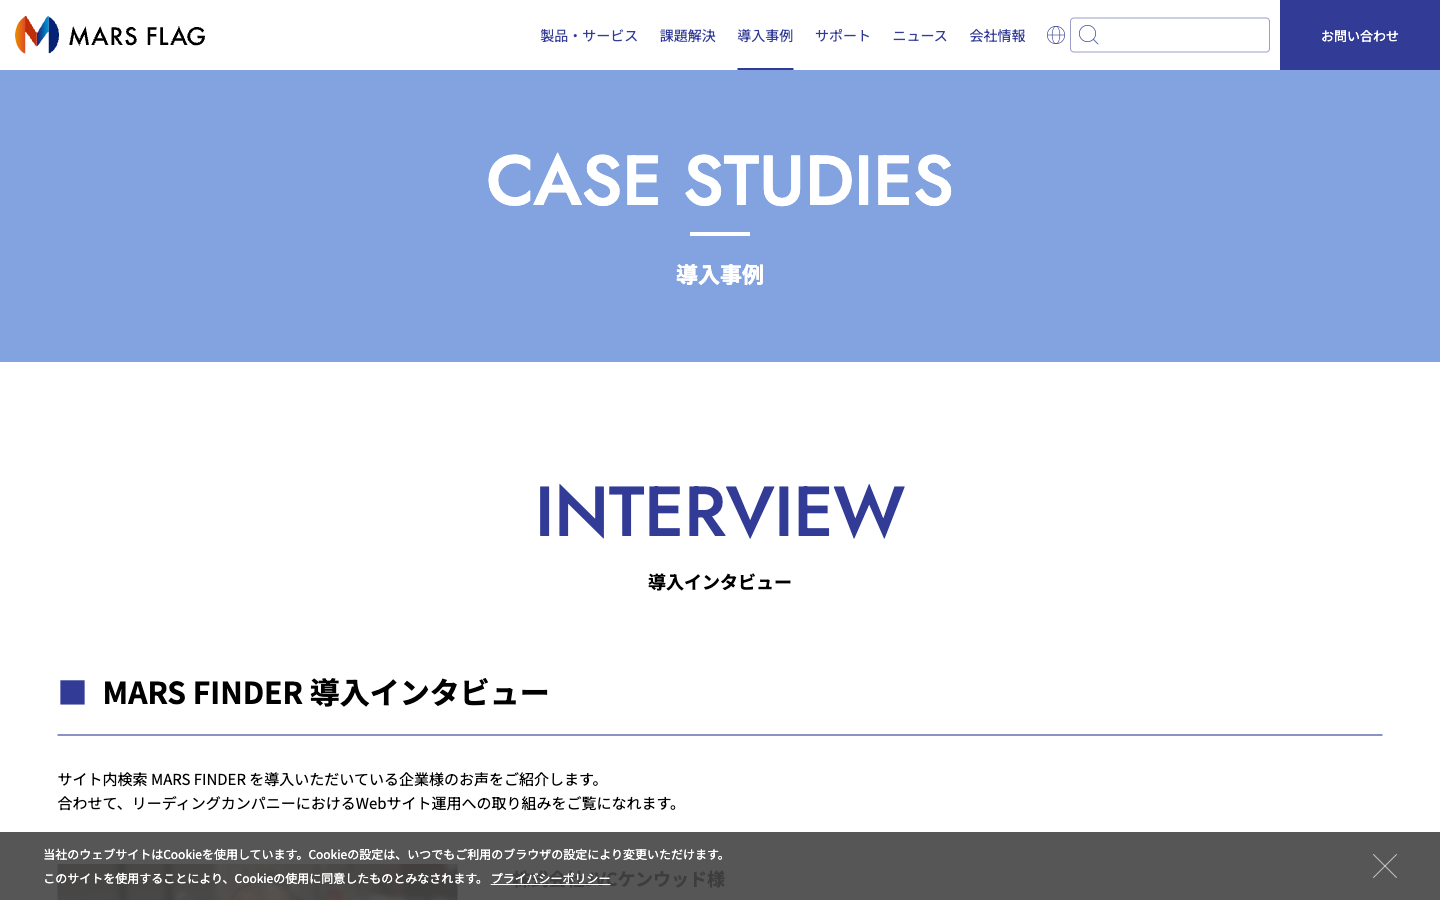 MARS FLAG
製品・サービス 課題解決 導入事例 サポート ニュース 会社情報
お問い合わせ
CASE STUDIES
導入事例
INTERVIEW
導入インタビュー
MARS FINDER 導入インタビュー
サイト内検索 MARS FINDER を導入いただいている企業様のお声をご紹介します。
合わせて、リーディングカンパニーにおけるWebサイト運用への取り組みをご覧になれます。
当社のウェブサイトはCookieを使用しています。Cookieの設定は、いつでもご利用のブラウザの設定により変更いただけます。
このサイトを使用することにより、Cookieの使用に同意したものとみなされます。 プライバシーポリシー
ケンウッド様